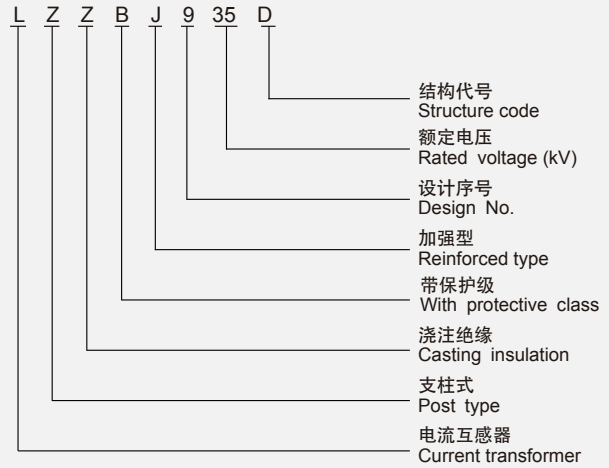 L Z Z B J 9 35 D
结构代号
Structure code
额定电压
Rated voltage (kV)
设计序号
Design No.
加强型
Reinforced type
带保护级
With protective class
浇注绝缘
Casting insulation
支柱式
Post type
电流互感器
Current transformer